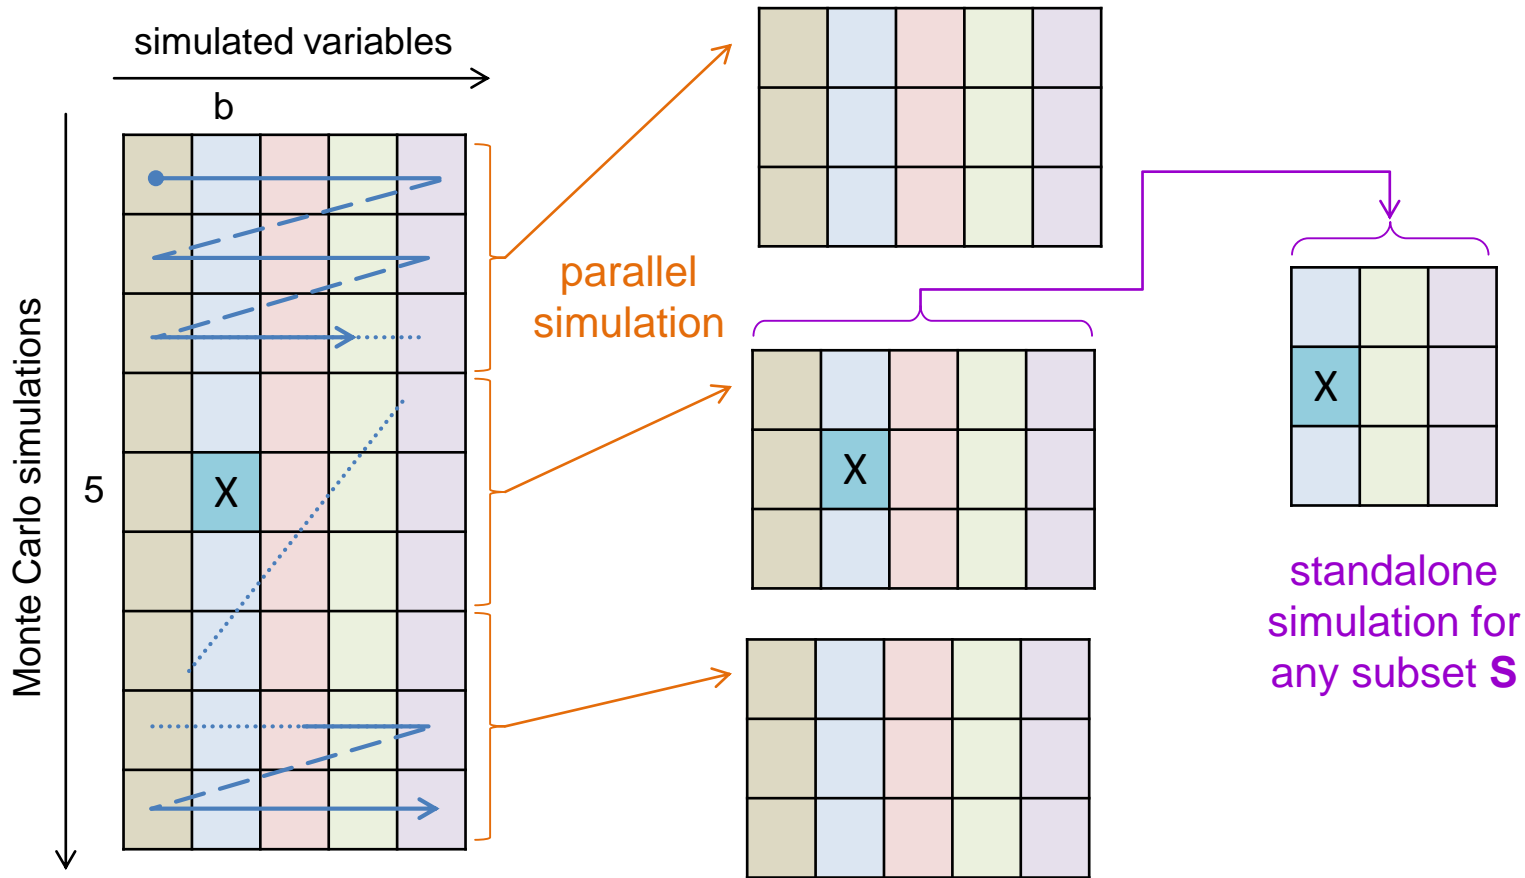 simulated variables
b
Monte Carlo simulations
5
X
parallel
simulation
X
X
standalone
simulation for
any subset S